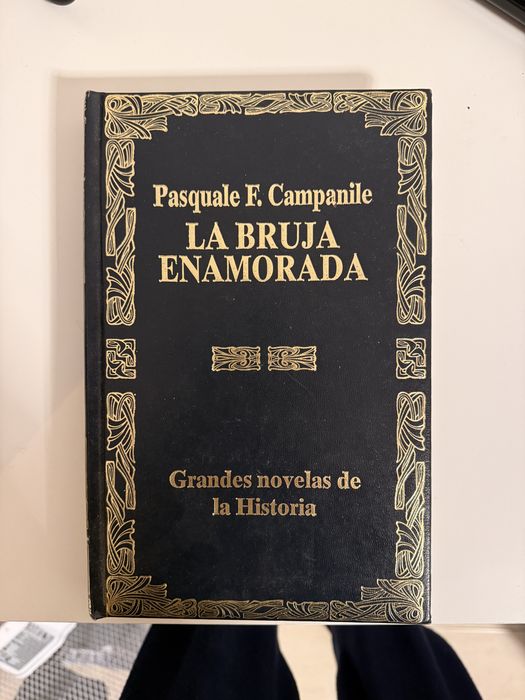 Pasquale F. Campanile
LA BRUJA
ENAMORADA
Grandes novelas de
la Historia